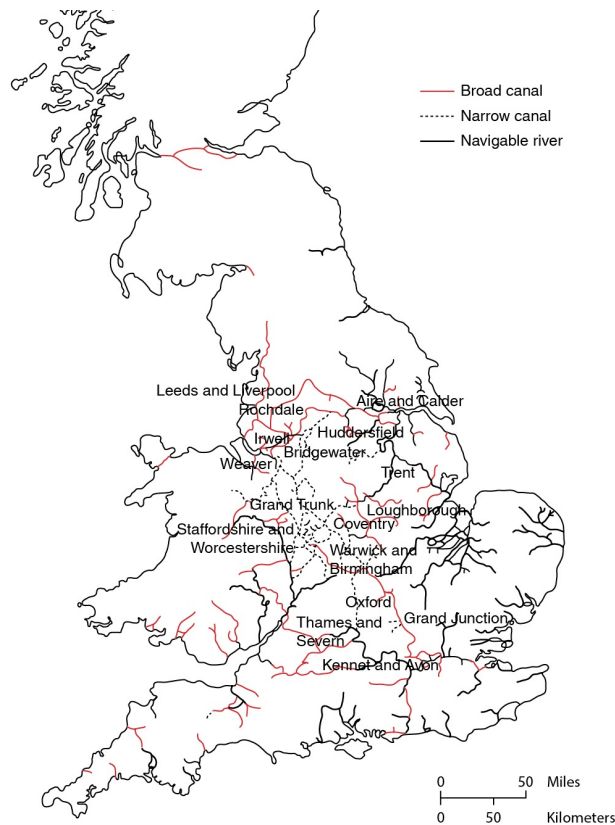 Broad canal
Narrow canal
Navigable river
Leeds and Liverpool
Aire and Calder
Rochdale
Huddersfield
Irwell
Bridgewater
Weaver
Trent
Grand Trunk
Loughborough
Coventry
Staffordshire and
Worcestershire
Warwick and
Birmingham
Oxford
Grand Junction
Thames and
Severn
Kennet and Avon
0 50 Miles
0 50 Kilometers